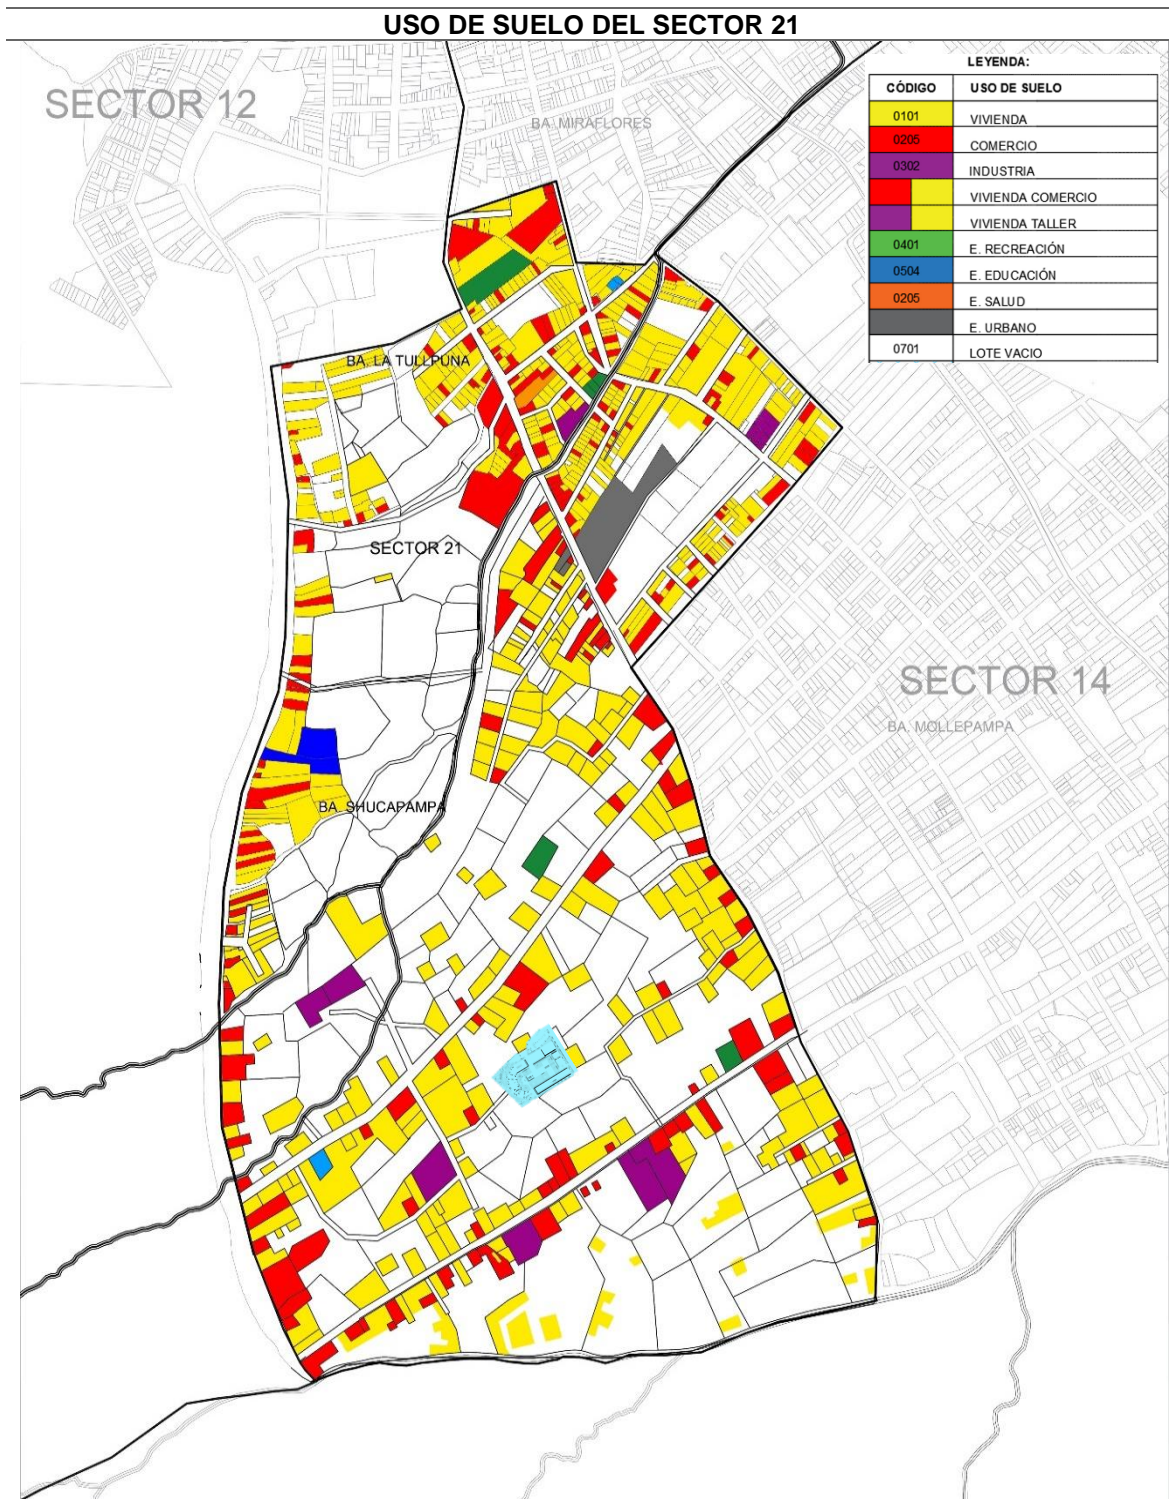 USO DE SUELO DEL SECTOR 21
LEYENDA:
CÓDIGO USO DE SUELO
0101 VIVIENDA
0205 COMERCIO
0302 INDUSTRIA
VIVIENDA COMERCIO
VIVIENDA TALLER
0401 E. RECREACIÓN
0504 E. EDUCACIÓN
0205 E. SALUD
E. URBANO
0701 LOTE VACIO
SECTOR 12
BA. MIRAFLORES
BA. LA TULLPUNA
SECTOR 21
SECTOR 14
BA. MOLLEPAMPA
BA. SHUCAPAMPA